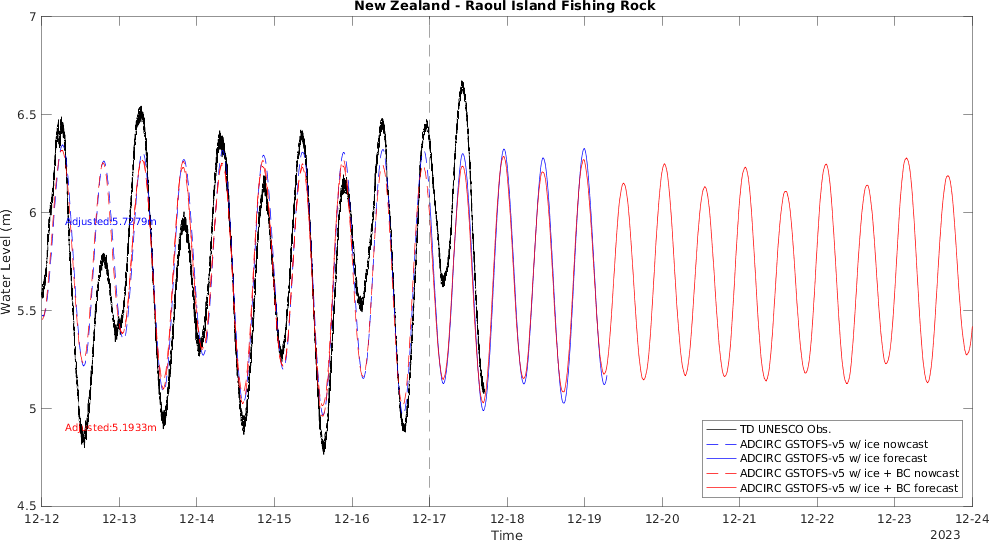 New Zealand - Raoul Island Fishing Rock
7
6.5
6
5.5
5
4.5
Water Level (m)
Adjusted:5.7379m
Adjusted:5.1933m
TD UNESCO Obs.
ADCIRC GSTOFS-v5 w/ ice nowcast
ADCIRC GSTOFS-v5 w/ ice forecast
ADCIRC GSTOFS-v5 w/ ice + BC nowcast
ADCIRC GSTOFS-v5 w/ ice + BC forecast
12-12 12-13 12-14 12-15 12-16 12-17 12-18 12-19 12-20 12-21 12-22 12-23 12-24
Time
2023